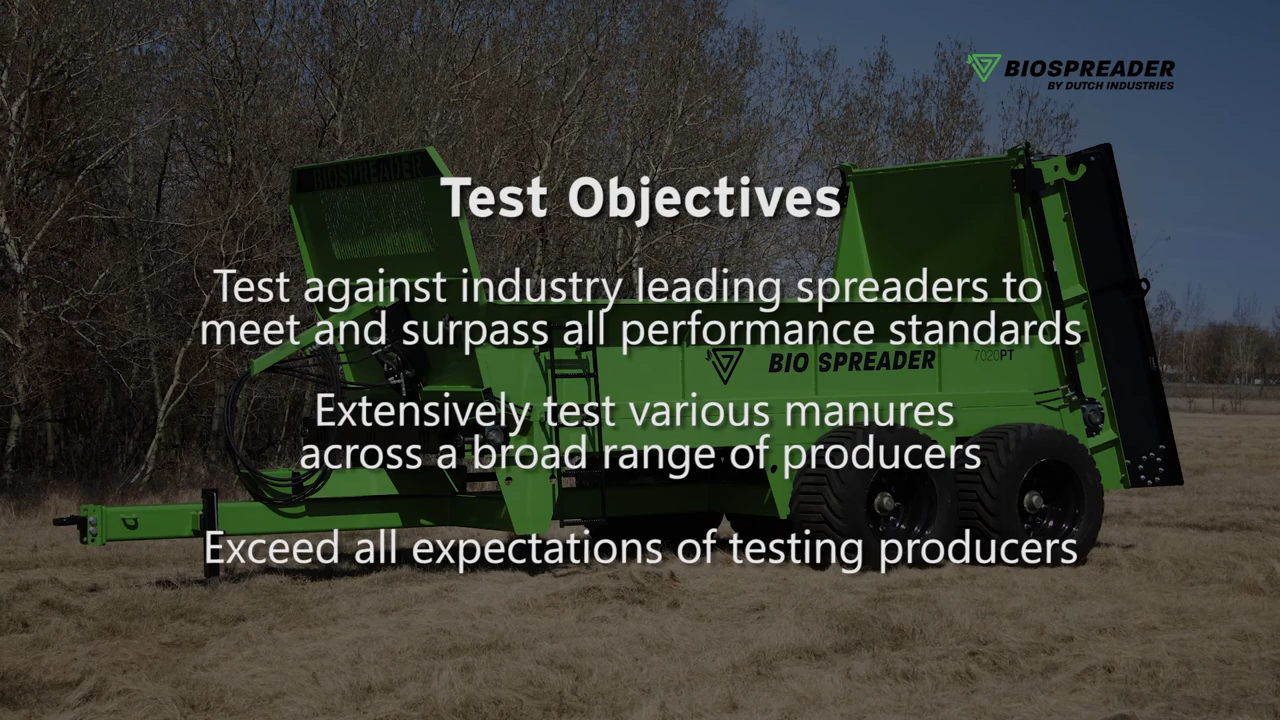 BIOSPREADER
BY DUTCH INDUSTRIES
BIOSPREADER
Test Objectives
Test against industry leading spreaders to
meet and surpass all performance standards
BIO SPREADER
7020PT
Extensively test various manures
across a broad range of producers
Exceed all expectations of testing producers